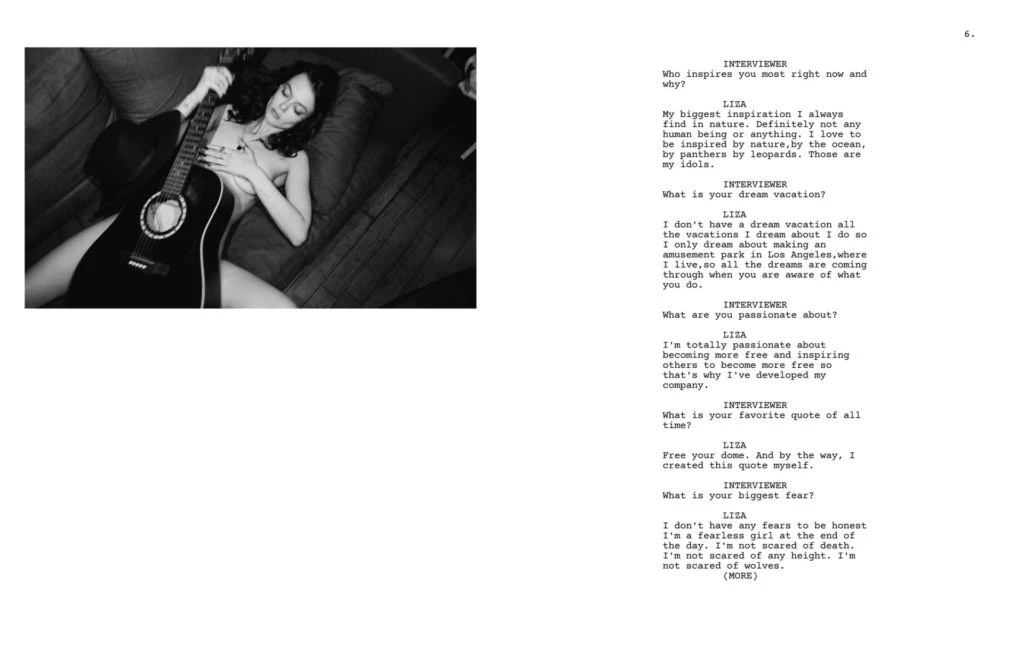 6.
INTERVIEWER
Who inspires you most right now and
why?
LIZA
My biggest inspiration I always
find in nature. Definitely not any
human being or anything. I love to
be inspired by nature,by the ocean,
by panthers by leopards. Those are
my idols.
INTERVIEWER
What is your dream vacation?
LIZA
I don't have a dream vacation all
the vacations I dream about I do so
I only dream about making an
amusement park in Los Angeles,where
I live,so all the dreams are coming
through when you are aware of what
you do.
INTERVIEWER
What are you passionate about?
LIZA
I'm totally passionate about
becoming more free and inspiring
others to become more free so
that's why I've developed my
company.
INTERVIEWER
What is your favorite quote of all
time?
LIZA
Free your dome. And by the way, I
created this quote myself.
INTERVIEWER
What is your biggest fear?
LIZA
I don't have any fears to be honest
I'm a fearless girl at the end of
the day. I'm not scared of death.
I'm not scared of any height. I'm
not scared of wolves.
(MORE)